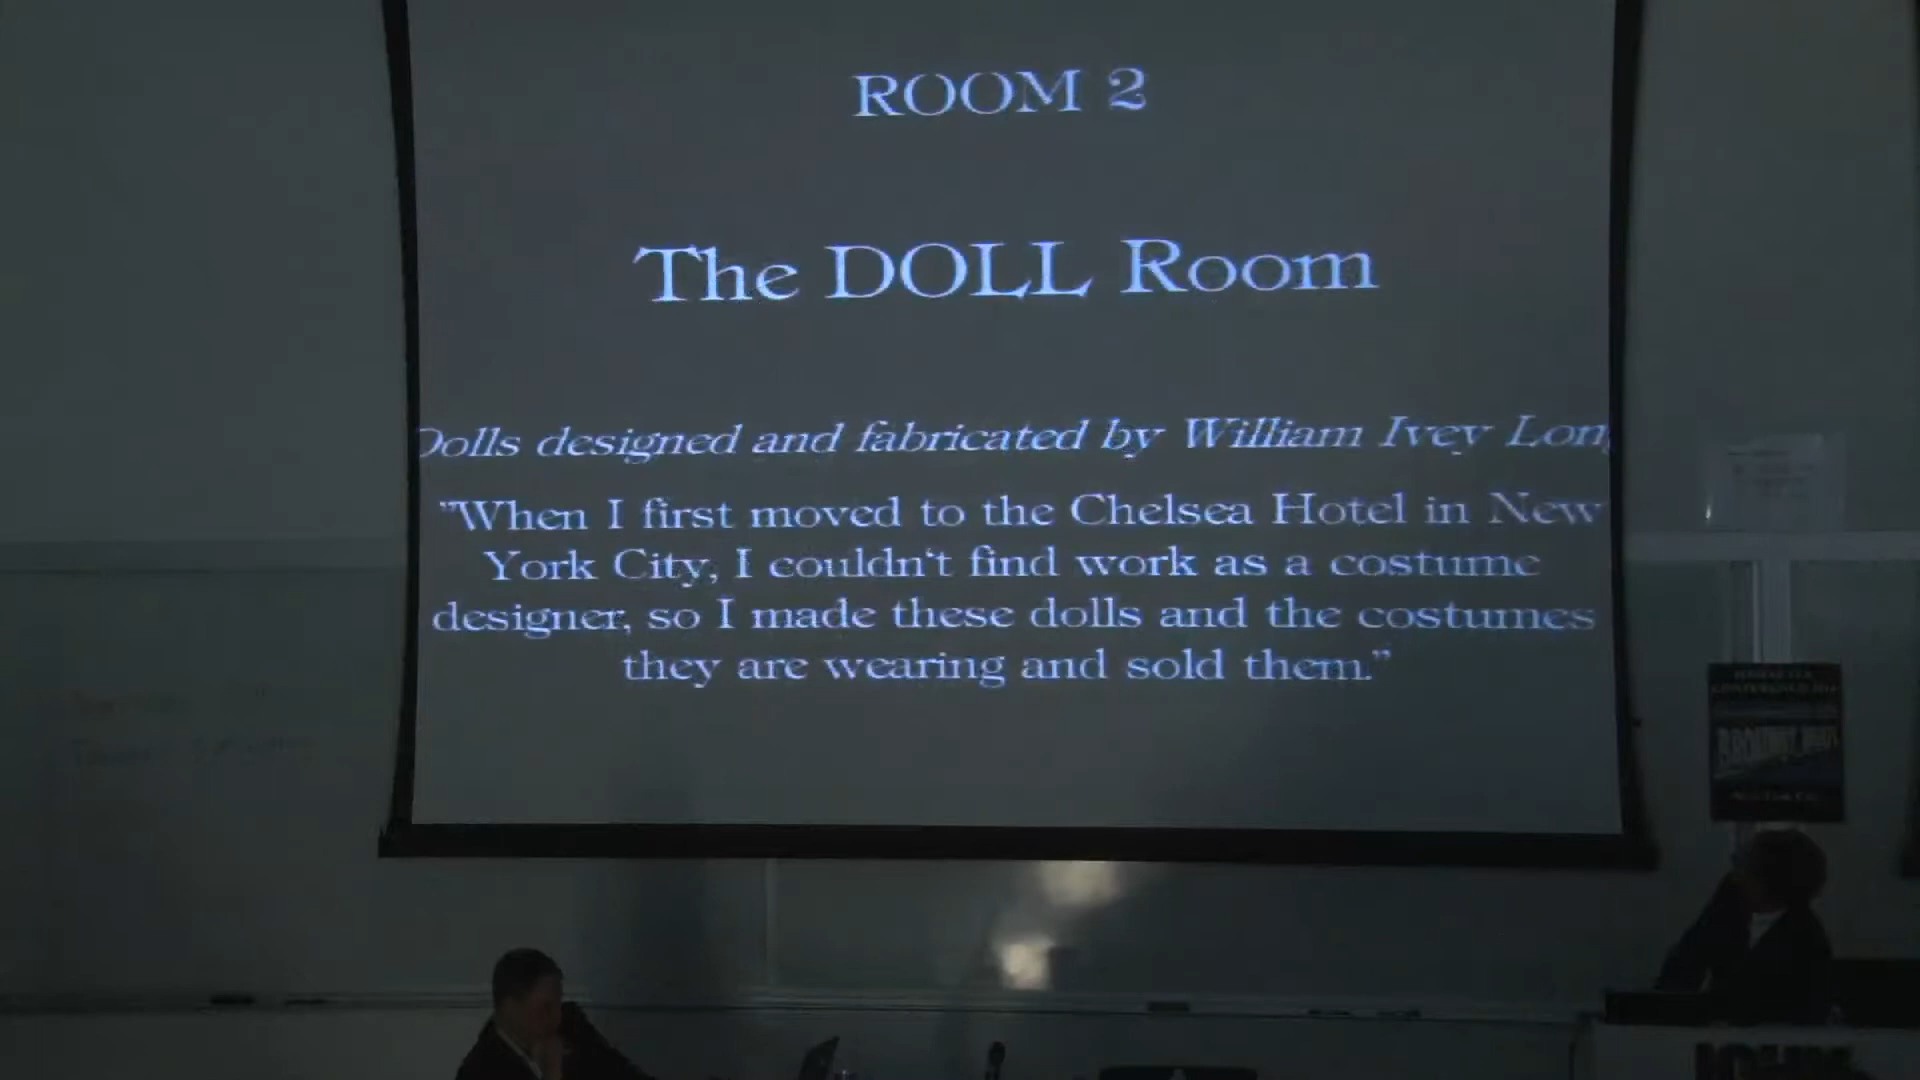 ROOM 2
The DOLL Room
Dolls designed and fabricated by William Ivey Long
"When I first moved to the Chelsea Hotel in New
York City, I couldn‘t find work as a costume
designer, so I made these dolls and the costumes
they are wearing and sold them.”